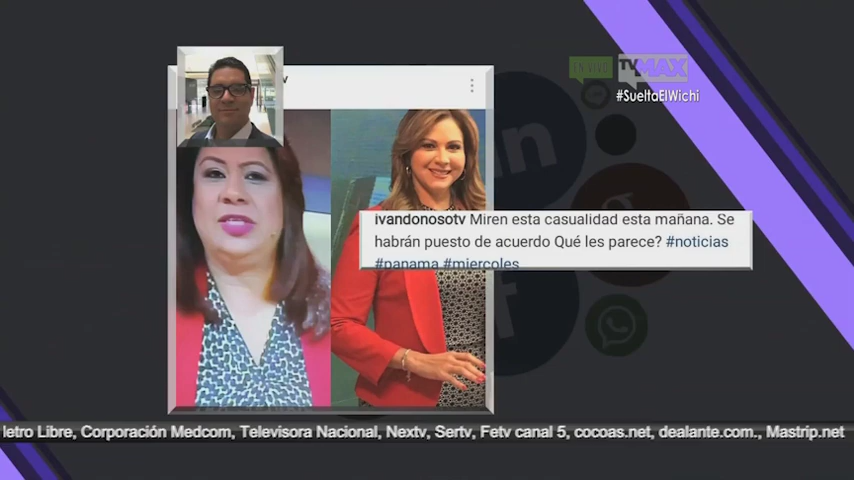 EN VIVO
TVMAX
#SueltaElWichi
ivandonosotv Miren esta casualidad esta mañana. Se
habrán puesto de acuerdo Qué les parece? #noticias
#panama #miercoles
letro Libre, Corporación Medcom, Televisora Nacional, Nextv, Sertv, Fetv canal 5, cocoas.net, dealante.com., Mastrip.net